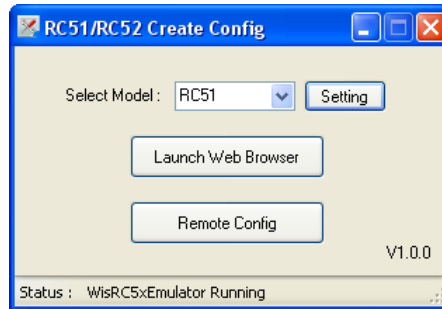 RC51/RC52 Create Config
Select Model : RC51 Setting
Launch Web Browser
Remote Config
V1.0.0
Status : WisRC5xEmulator Running